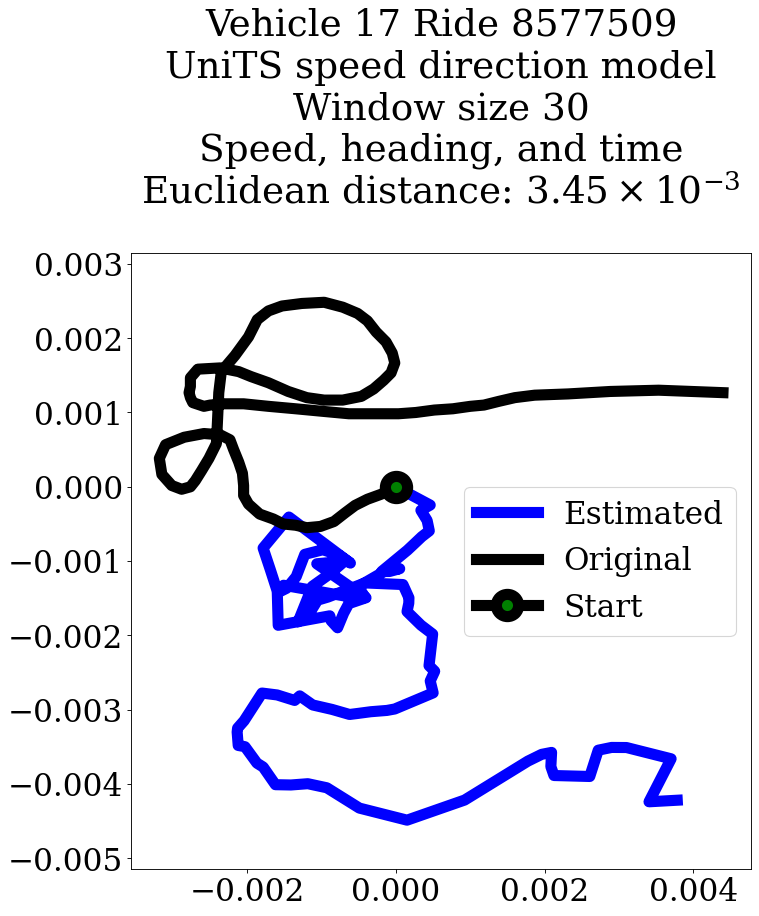 Vehicle 17 Ride 8577509
UniTS speed direction model
Window size 30
Speed, heading, and time
Euclidean distance: 3.45 × 10⁻³
0.003
0.002
0.001
0.000
−0.001
−0.002
−0.003
−0.004
−0.005
Estimated
Original
Start
−0.002 0.000 0.002 0.004